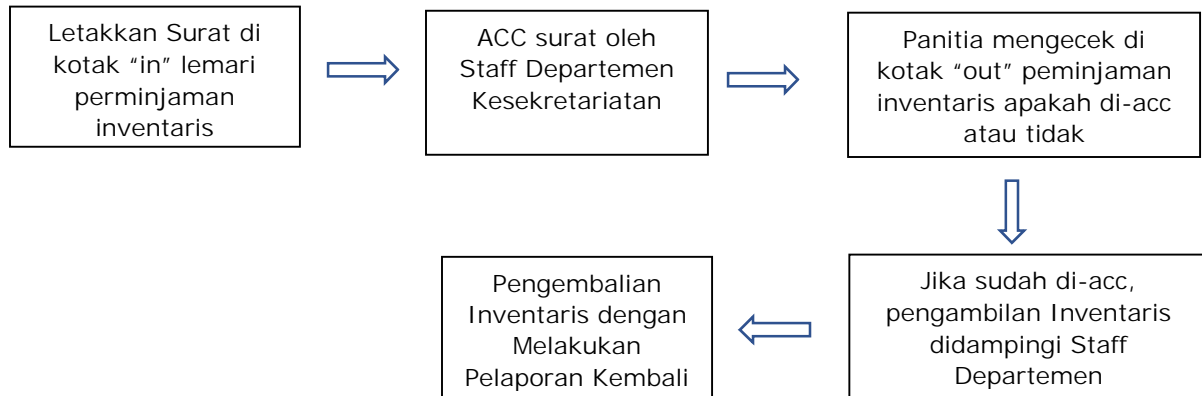 Letakkan Surat di
kotak “in” lemari
perminjaman
inventaris
ACC surat oleh
Staff Departemen
Kesekretariatan
Panitia mengecek di
kotak “out” peminjaman
inventaris apakah di-acc
atau tidak
Jika sudah di-acc,
pengambilan Inventaris
didampingi Staff
Departemen
Pengembalian
Inventaris dengan
Melakukan
Pelaporan Kembali